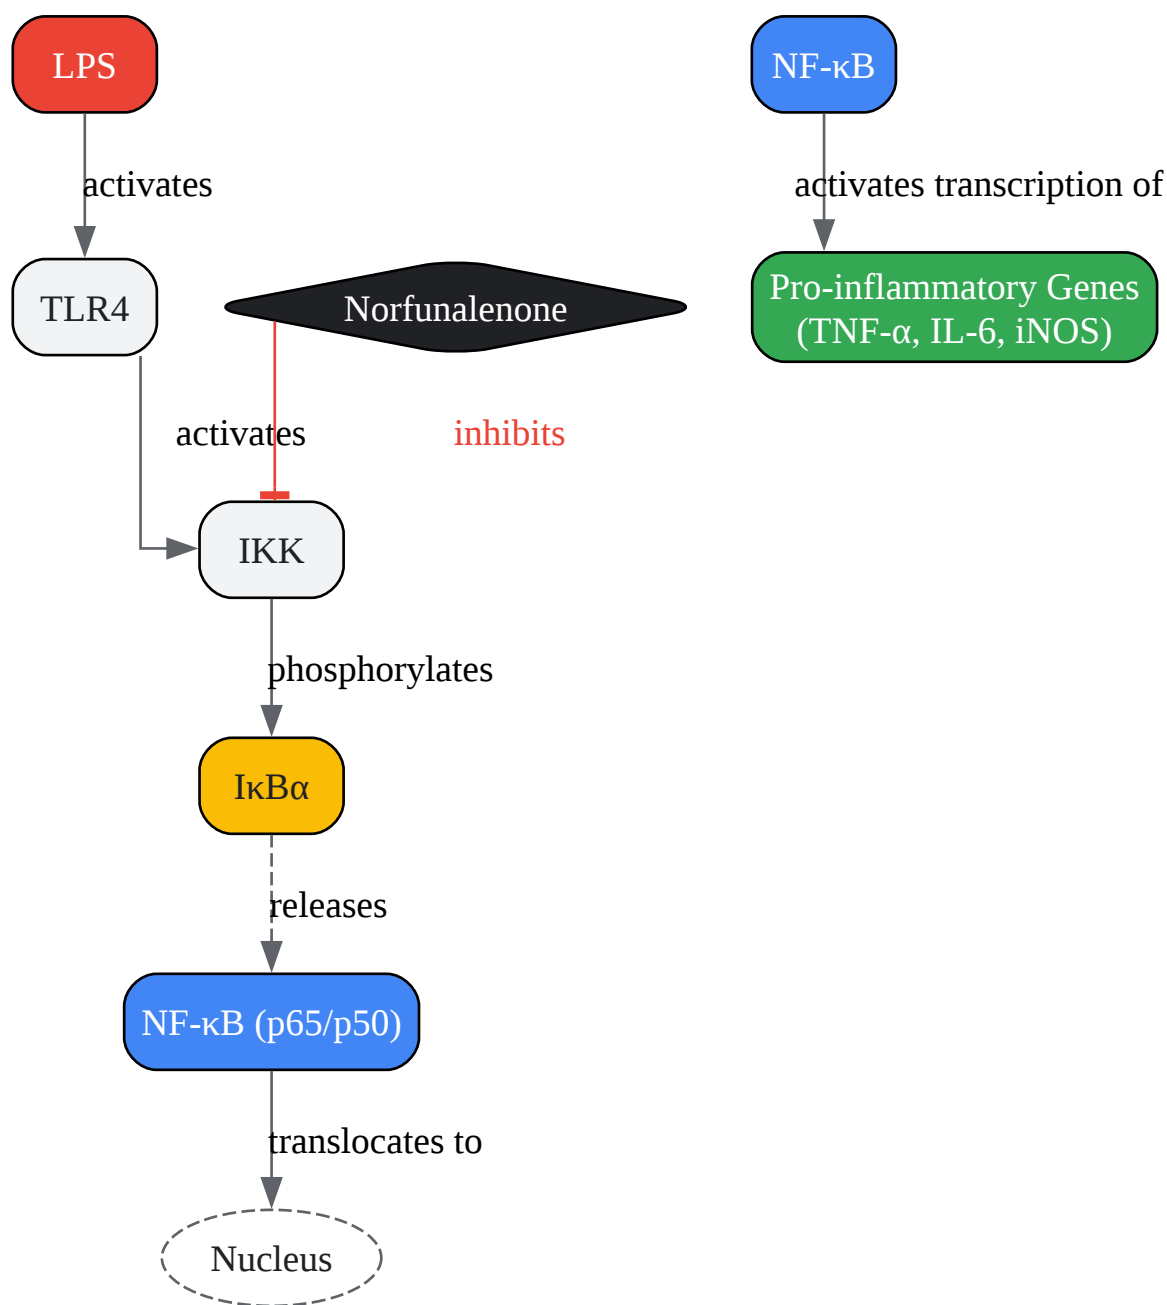 LPS
NF-κB
activates
activates transcription of
TLR4
Norfunalenone
Pro-inflammatory Genes
(TNF-α, IL-6, iNOS)
activates
inhibits
IKK
phosphorylates
IκBα
releases
NF-κB (p65/p50)
translocates to
Nucleus